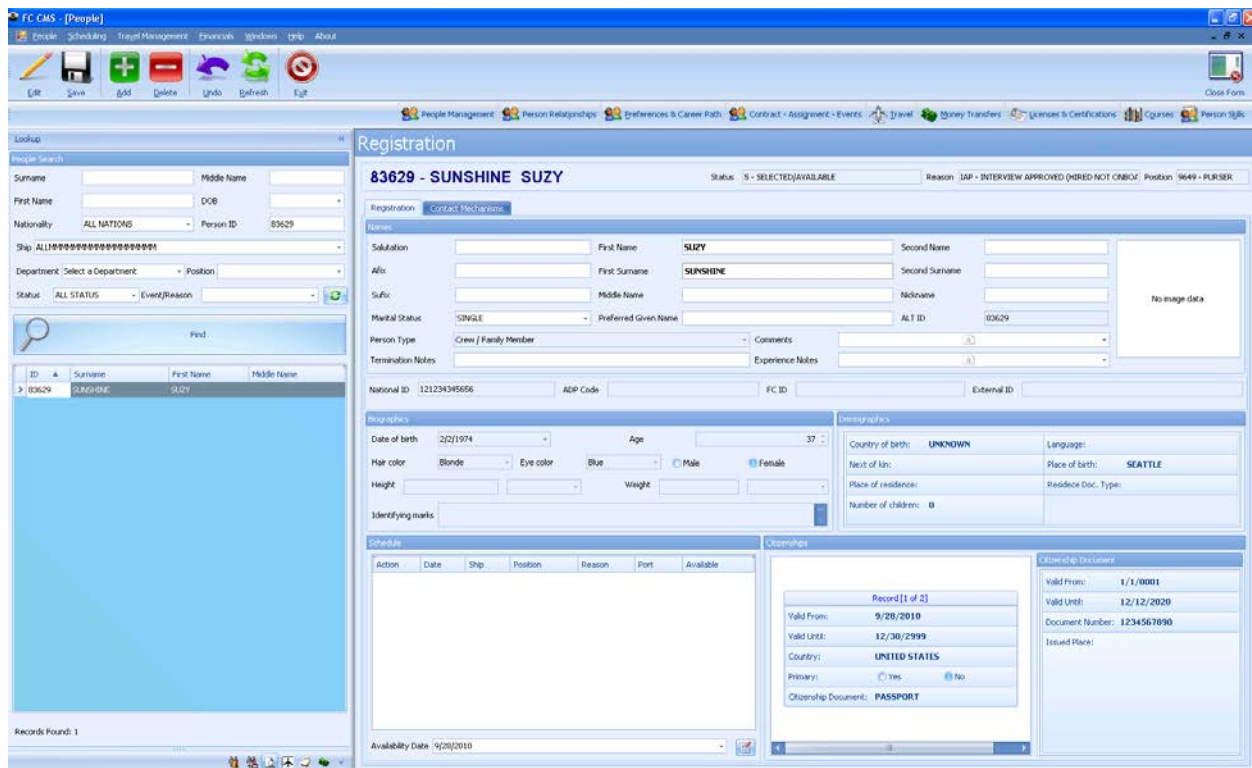 FC CMS - [People]
People Scheduling Travel Management Financials Windows Help About
Edit Save Add Delete Undo Refresh Exit Close Form
People Management Person Relationships Preferences & Career Path Contract - Assignment - Events Travel Money Transfers Licenses & Certifications Courses Person Skills
Lookup
People Search
Surname Middle Name
First Name DOB
Nationality ALL NATIONS Person ID 83629
Ship
Department Select a Department Position
Status ALL STATUS Event/Reason
Find
ID Surname First Name Middle Name
83629 SUNSHINE SUZY
Records Found: 1
Registration
83629 - SUNSHINE SUZY Status S - SELECTED/AVAILABLE Reason IAP - INTERVIEW APPROVED (HIRED NOT Position 9649 - PURSER
Registration Contact Mechanisms
Names
Salutation First Name SUZY Second Name
Afix First Surname SUNSHINE Second Surname
Sufix Middle Name Nickname No image data
Marital Status SINGLE Preferred Given Name ALT ID 83629
Person Type Crew / Family Member Comments
Termination Notes Experience Notes
National ID 121234345656 ADP Code FC ID External ID
Biographics
Date of birth 2/2/1974 Age 37
Hair color Blonde Eye color Blue Male Female
Height Weight
Identifying marks
Demographics
Country of birth: UNKNOWN Language:
Next of kin: Place of birth: SEATTLE
Place of residence: Residece Doc. Type:
Number of children: 0
Schedule
Action Date Ship Position Reason Port Available
Availability Date 9/28/2010
Citizenships
Record [1 of 2]
Valid From: 9/28/2010
Valid Until: 12/30/2999
Country: UNITED STATES
Primary: Yes No
Citizenship Document: PASSPORT
Citizenship Document
Valid From: 1/1/0001
Valid Until: 12/12/2020
Document Number: 1234567890
Issued Place: